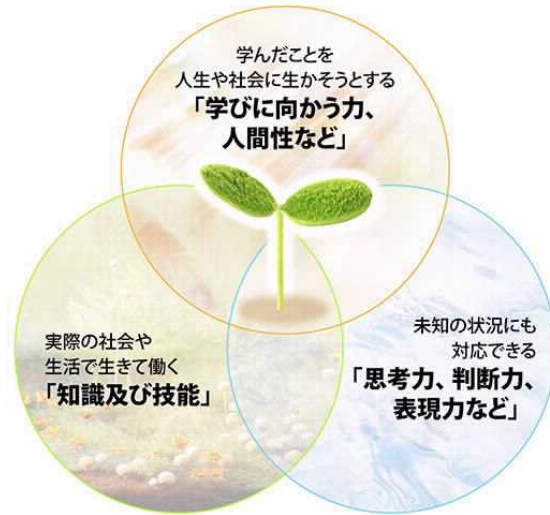 学んだことを
人生や社会に生かそうとする
「学びに向かう力、
人間性など」
実際の社会や
生活で生きて働く
「知識及び技能」
未知の状況にも
対応できる
「思考力、判断力、
表現力など」